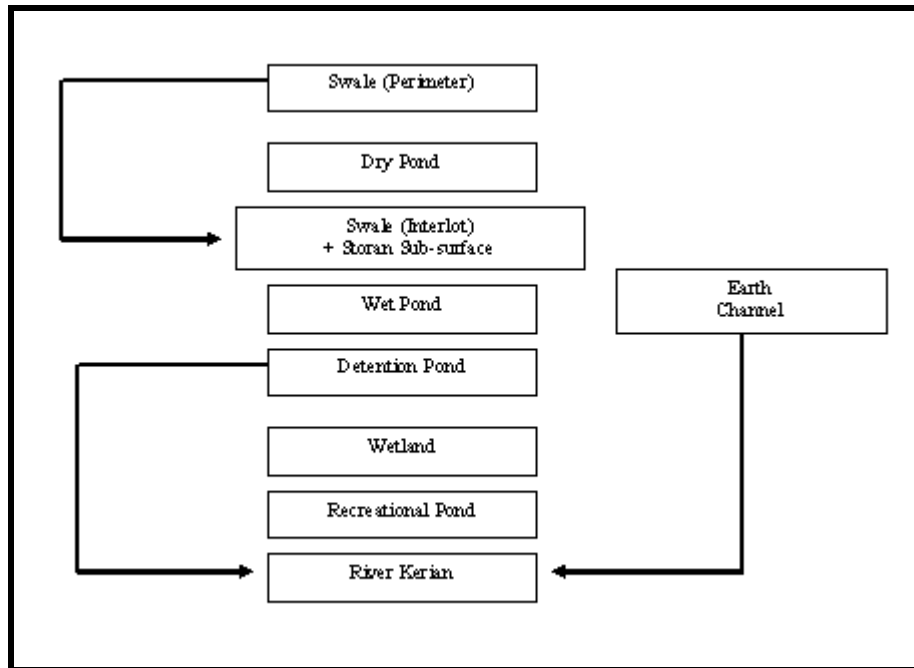 Swale (Perimeter)
Dry Pond
Swale (Interlot)
+ Storan Sub-surface
Wet Pond
Earth
Channel
Detention Pond
Wetland
Recreational Pond
River Kerian